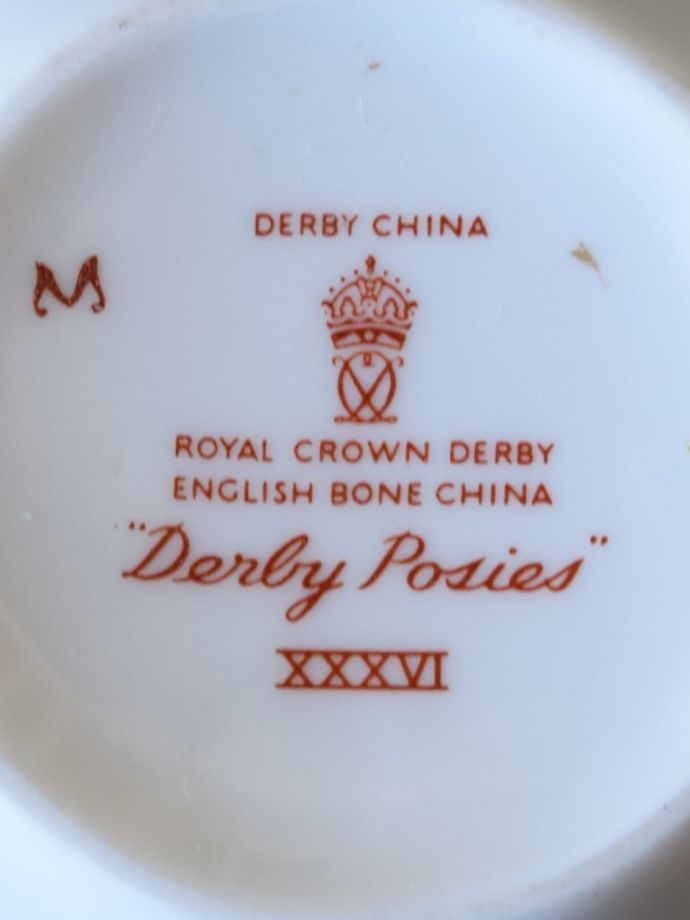 DERBY CHINA
M
ROYAL CROWN DERBY
ENGLISH BONE CHINA
"Derby Posies"
XXXVI